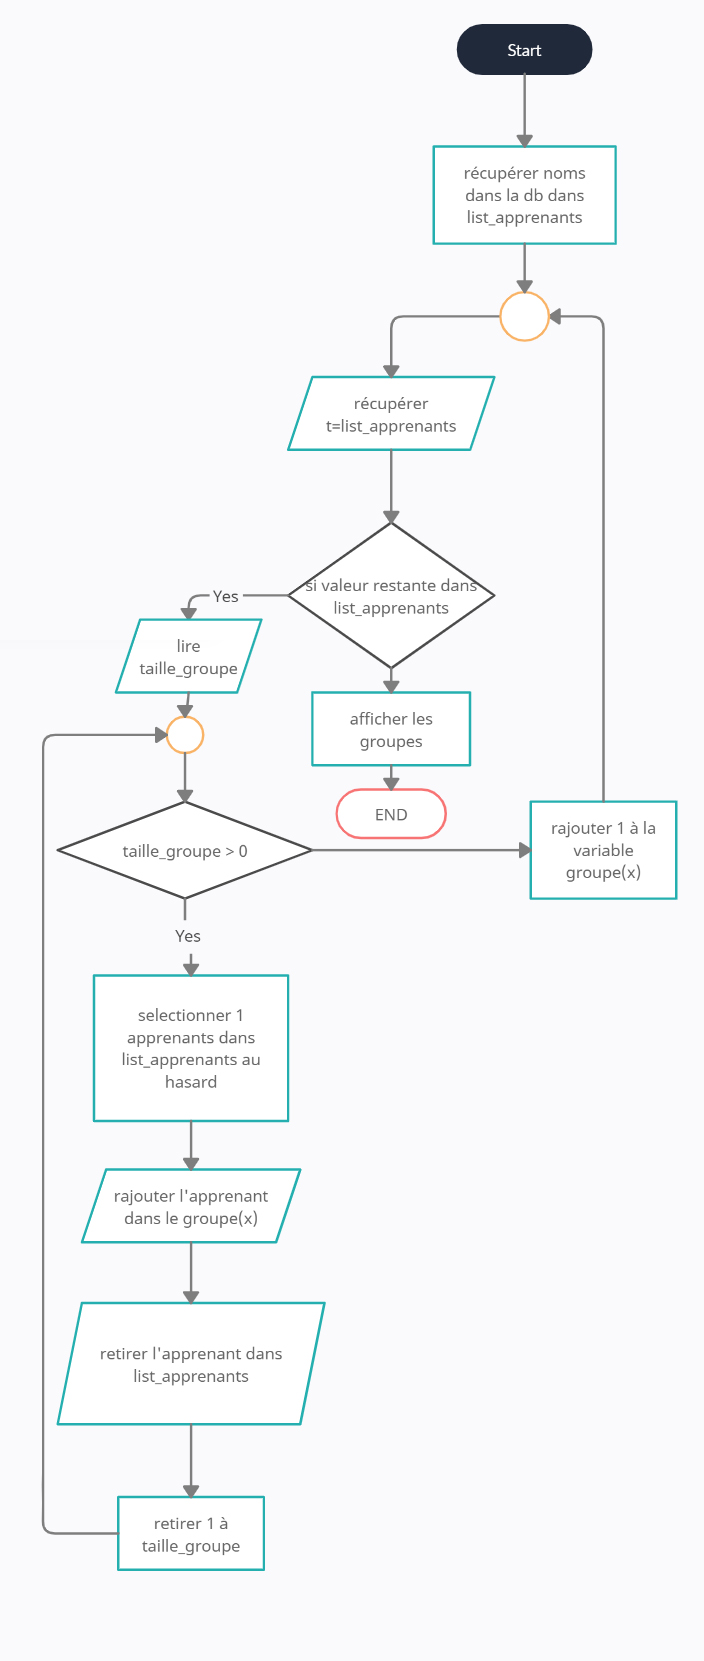 Start
récupérer noms
dans la db dans
list_apprenants
récupérer
t=list_apprenants
si valeur restante dans
list_apprenants
Yes
lire
taille_groupe
afficher les
groupes
END
taille_groupe > 0
rajouter 1 à la
variable
groupe(x)
Yes
selectionner 1
apprenants dans
list_apprenants au
hasard
rajouter l'apprenant
dans le groupe(x)
retirer l'apprenant dans
list_apprenants
retirer 1 à
taille_groupe